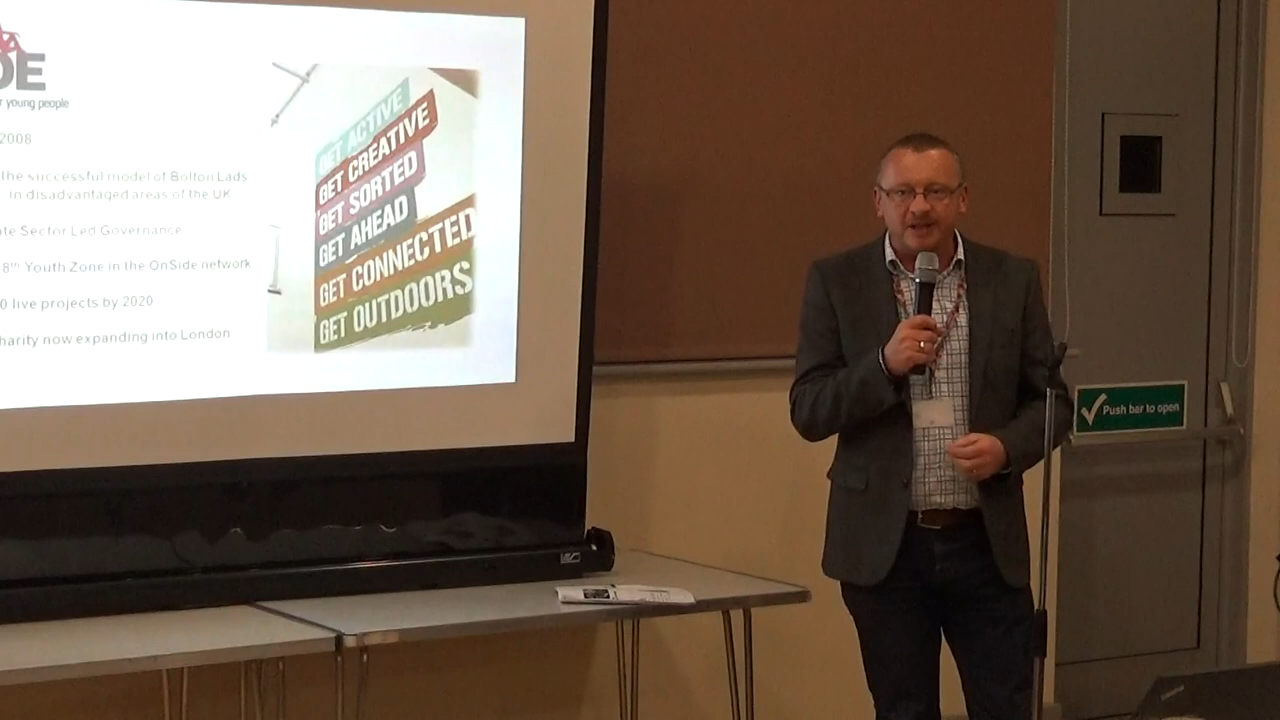 DE
r young people
2008
the successful model of Bolton Lads
in disadvantaged areas of the UK
ate Sector Led Governance
8th Youth Zone in the OnSide network
0 live projects by 2020
harity now expanding into London
GET ACTIVE
GET CREATIVE
GET SORTED
GET AHEAD
GET CONNECTED
GET OUTDOORS
Push bar to open